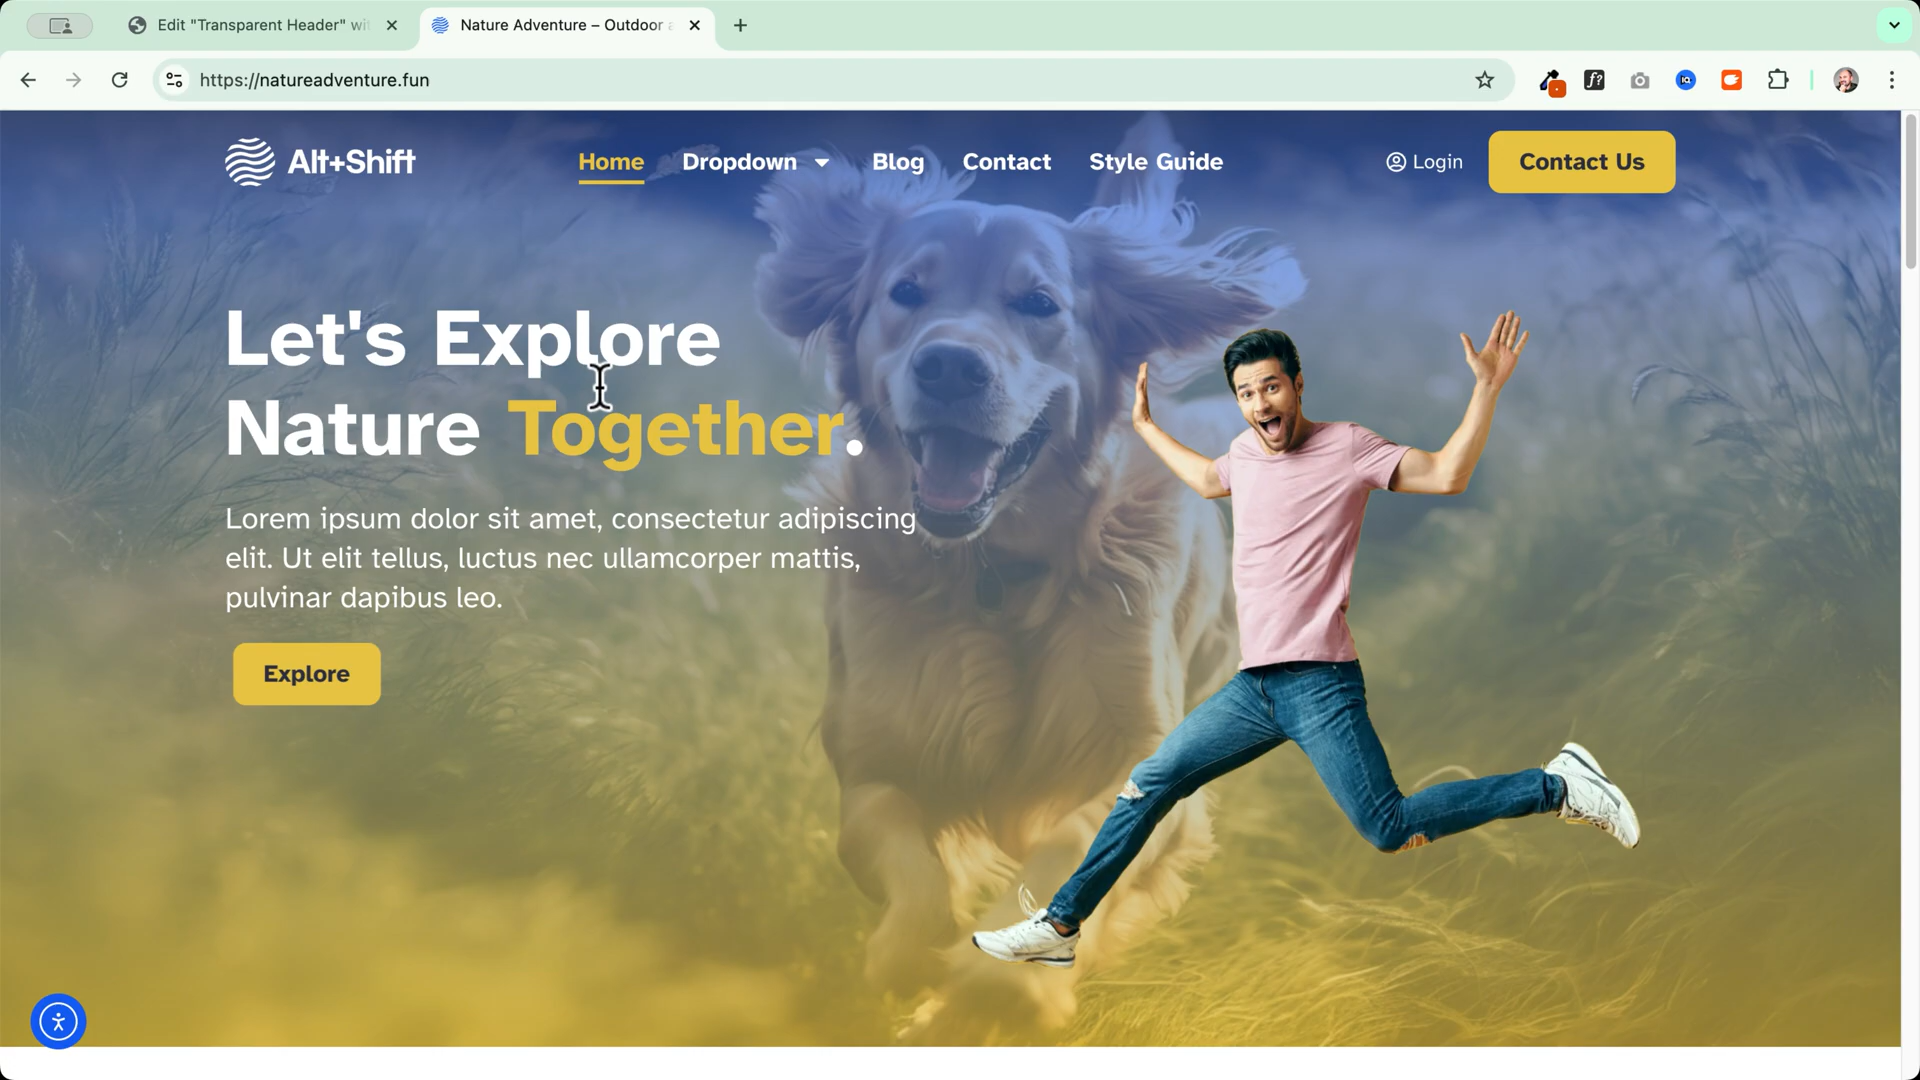 Edit "Transparent Header" wi
Nature Adventure – Outdoor a
https://natureadventure.fun
Alt+Shift
Home
Dropdown
Blog
Contact
Style Guide
Login
Contact Us
Let's Explore
Nature Together.
Lorem ipsum dolor sit amet, consectetur adipiscing
elit. Ut elit tellus, luctus nec ullamcorper mattis,
pulvinar dapibus leo.
Explore